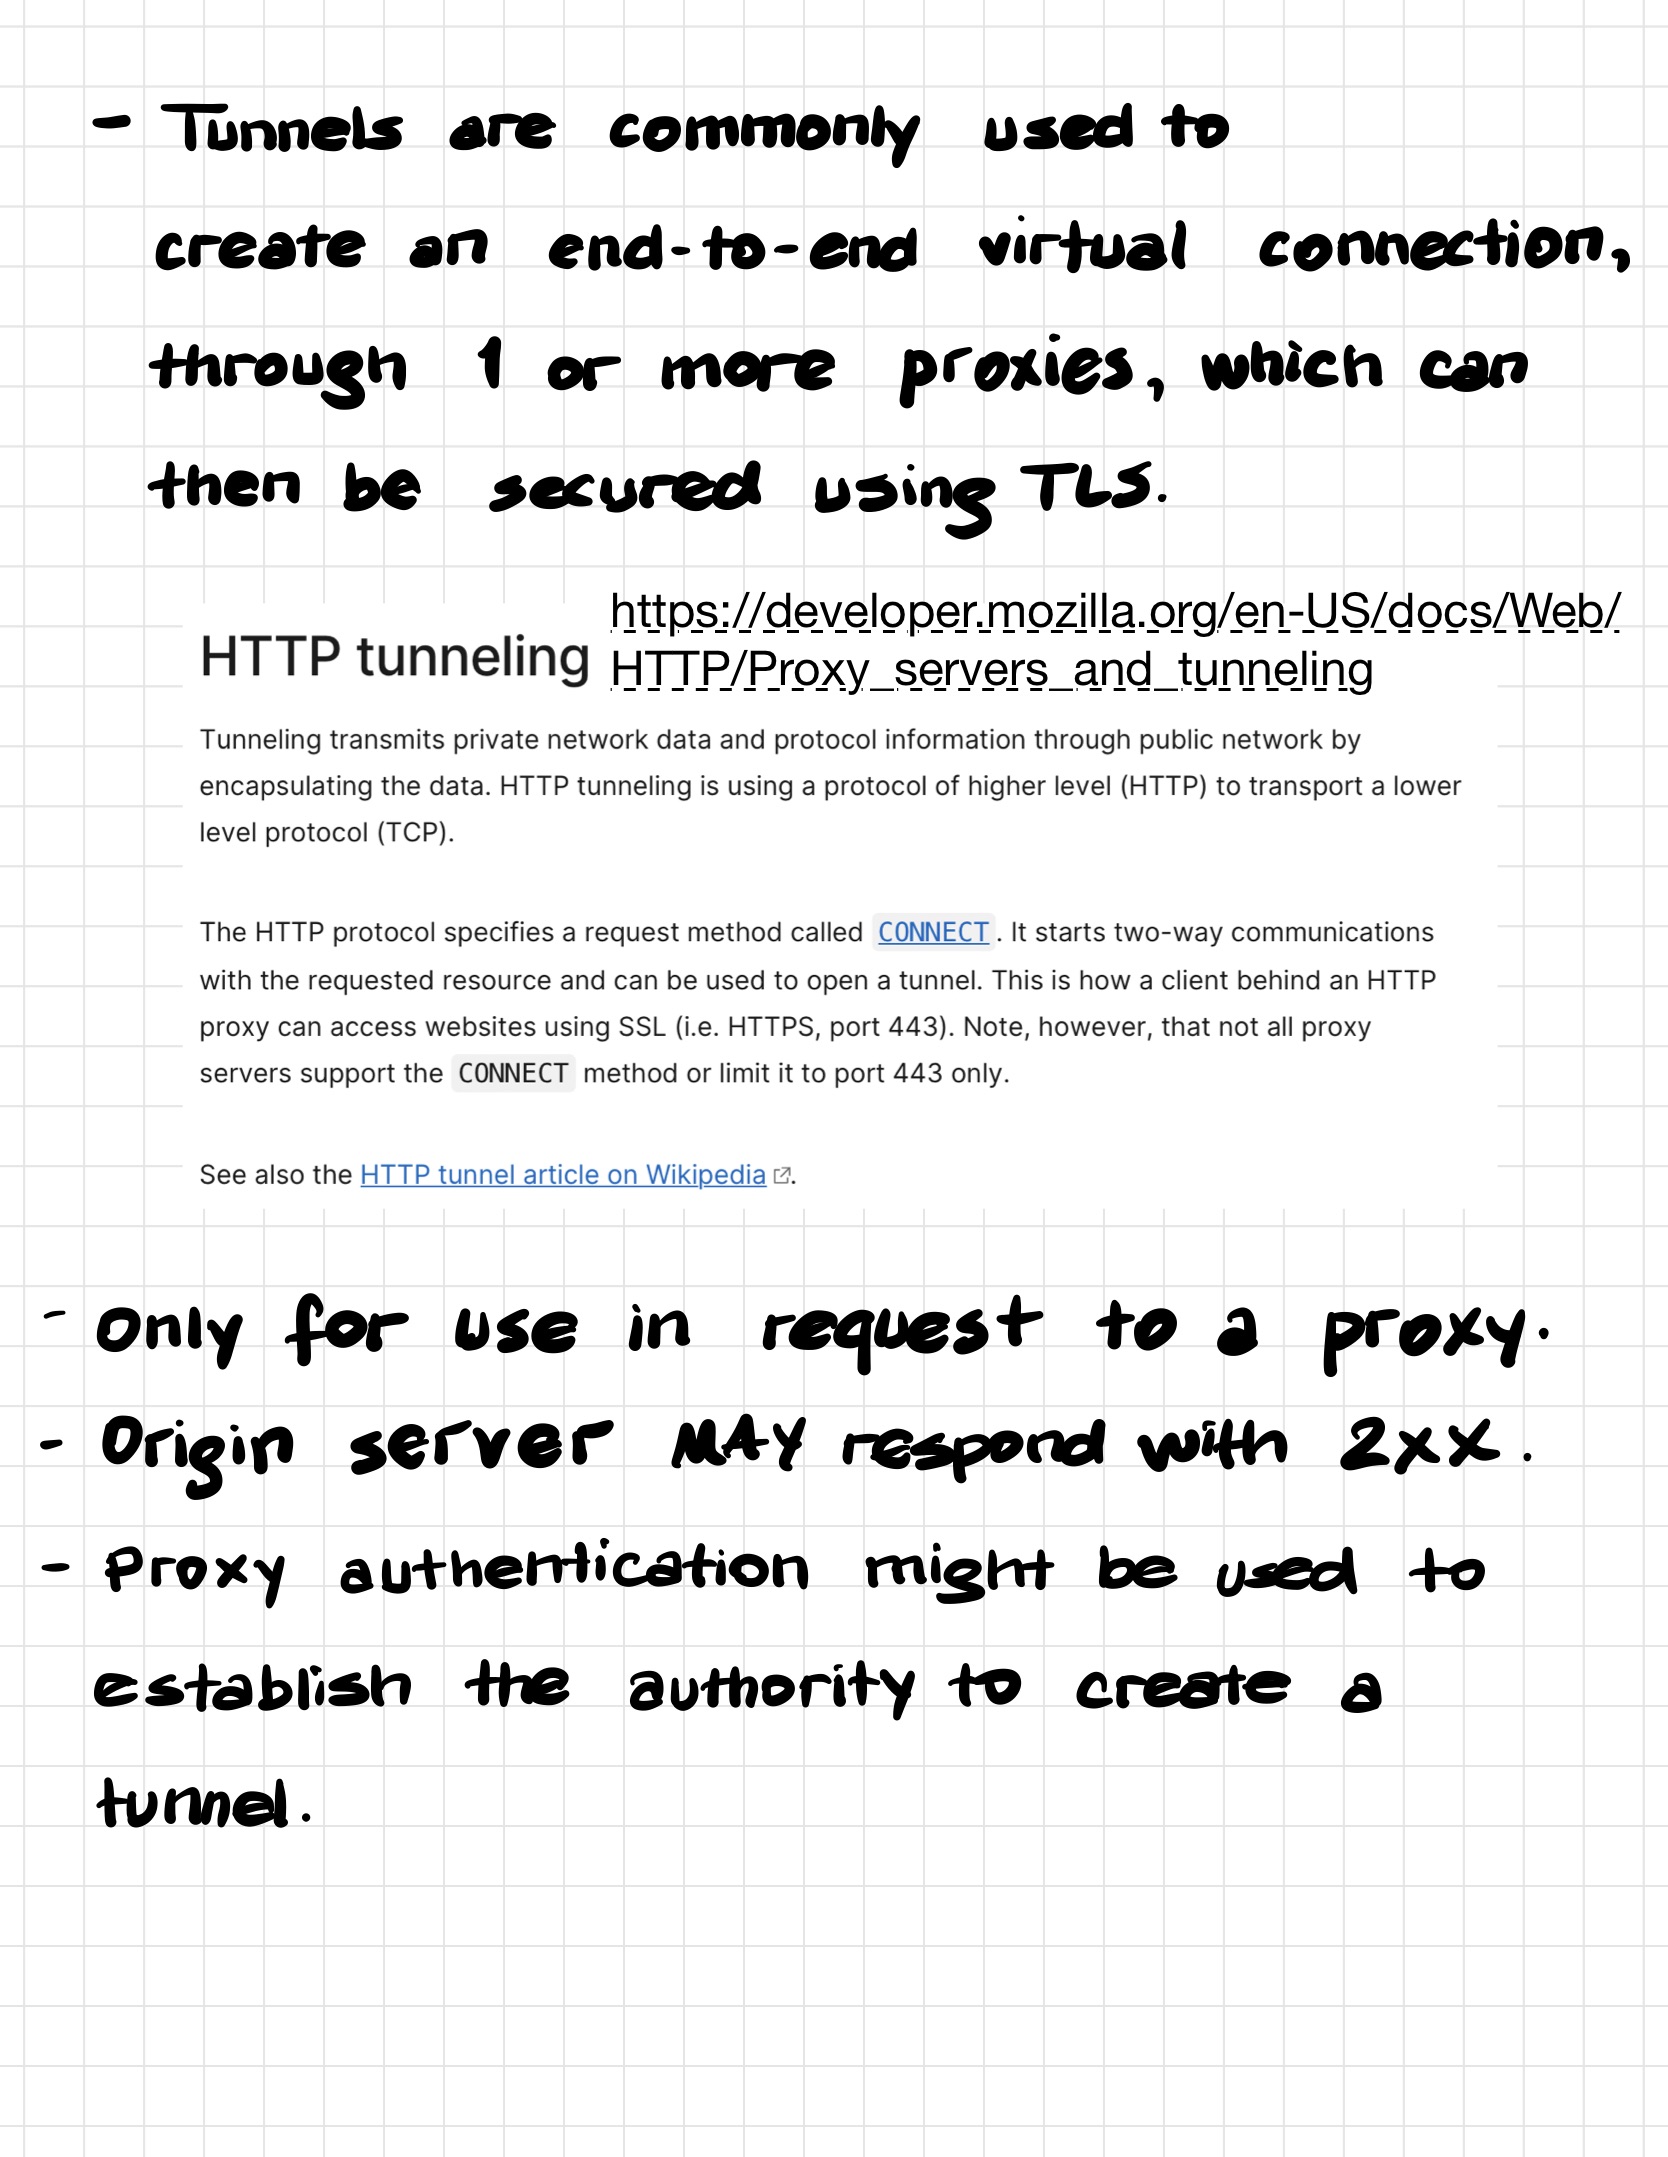 - Tunnels are commonly used to
create an end-to-end virtual connection,
through 1 or more proxies, which can
then be secured using TLS.
HTTP tunneling
https://developer.mozilla.org/en-US/docs/Web/
HTTP/Proxy_servers_and_tunneling
Tunneling transmits private network data and protocol information through public network by
encapsulating the data. HTTP tunneling is using a protocol of higher level (HTTP) to transport a lower
level protocol (TCP).
The HTTP protocol specifies a request method called CONNECT. It starts two-way communications
with the requested resource and can be used to open a tunnel. This is how a client behind an HTTP
proxy can access websites using SSL (i.e. HTTPS, port 443). Note, however, that not all proxy
servers support the CONNECT method or limit it to port 443 only.
See also the HTTP tunnel article on Wikipedia.
- Only for use in request to a proxy.
- Origin server MAY respond with 2xx.
- Proxy authentication might be used to
establish the authority to create a
tunnel.